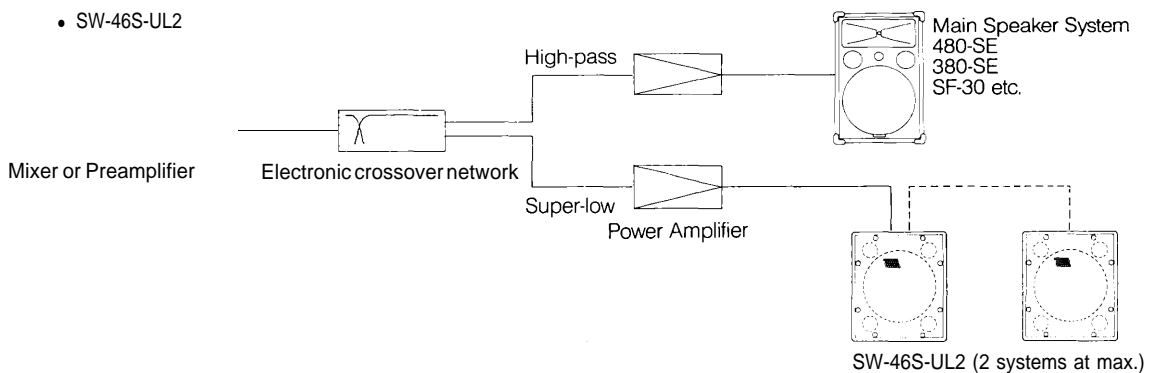 • SW-46S-UL2
High-pass
Main Speaker System
480-SE
380-SE
SF-30 etc.
Mixer or Preamplifier
Electronic crossover network
Super-low
Power Amplifier
SW-46S-UL2 (2 systems at max.)